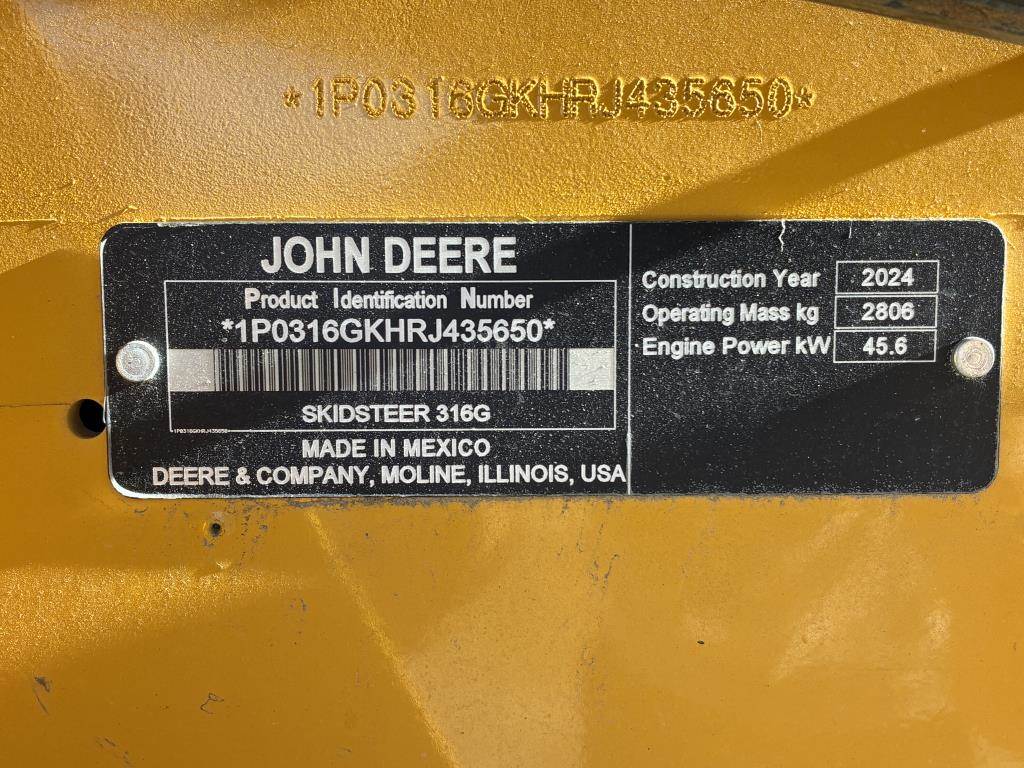 *1P0316GKHRJ435650*
JOHN DEERE
Product Identification Number
*1P0316GKHRJ435650*
SKIDSTEER 316G
*1P0316GKHRJ435650*
MADE IN MEXICO
DEERE & COMPANY, MOLINE, ILLINOIS, USA
Construction Year 2024
Operating Mass kg 2806
Engine Power kW 45.6